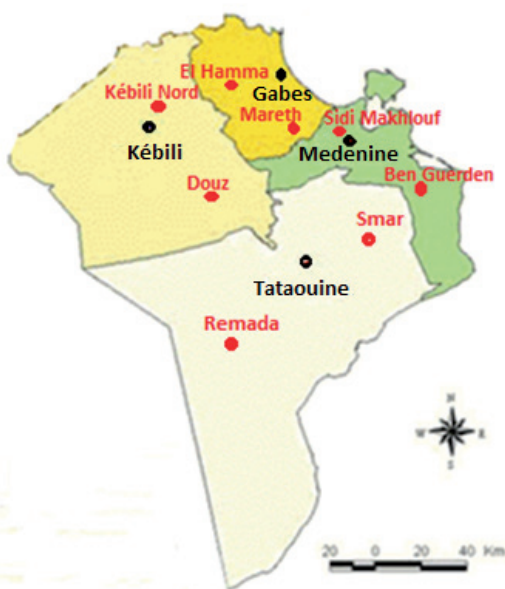 El Hamma
Gabes
Kébili Nord
Mareth
Sidi Makhlouf
Kébili
Medenine
Ben Guerden
Douz
Smar
Tataouine
Remada
N
W
S
20 0 20 40 Km